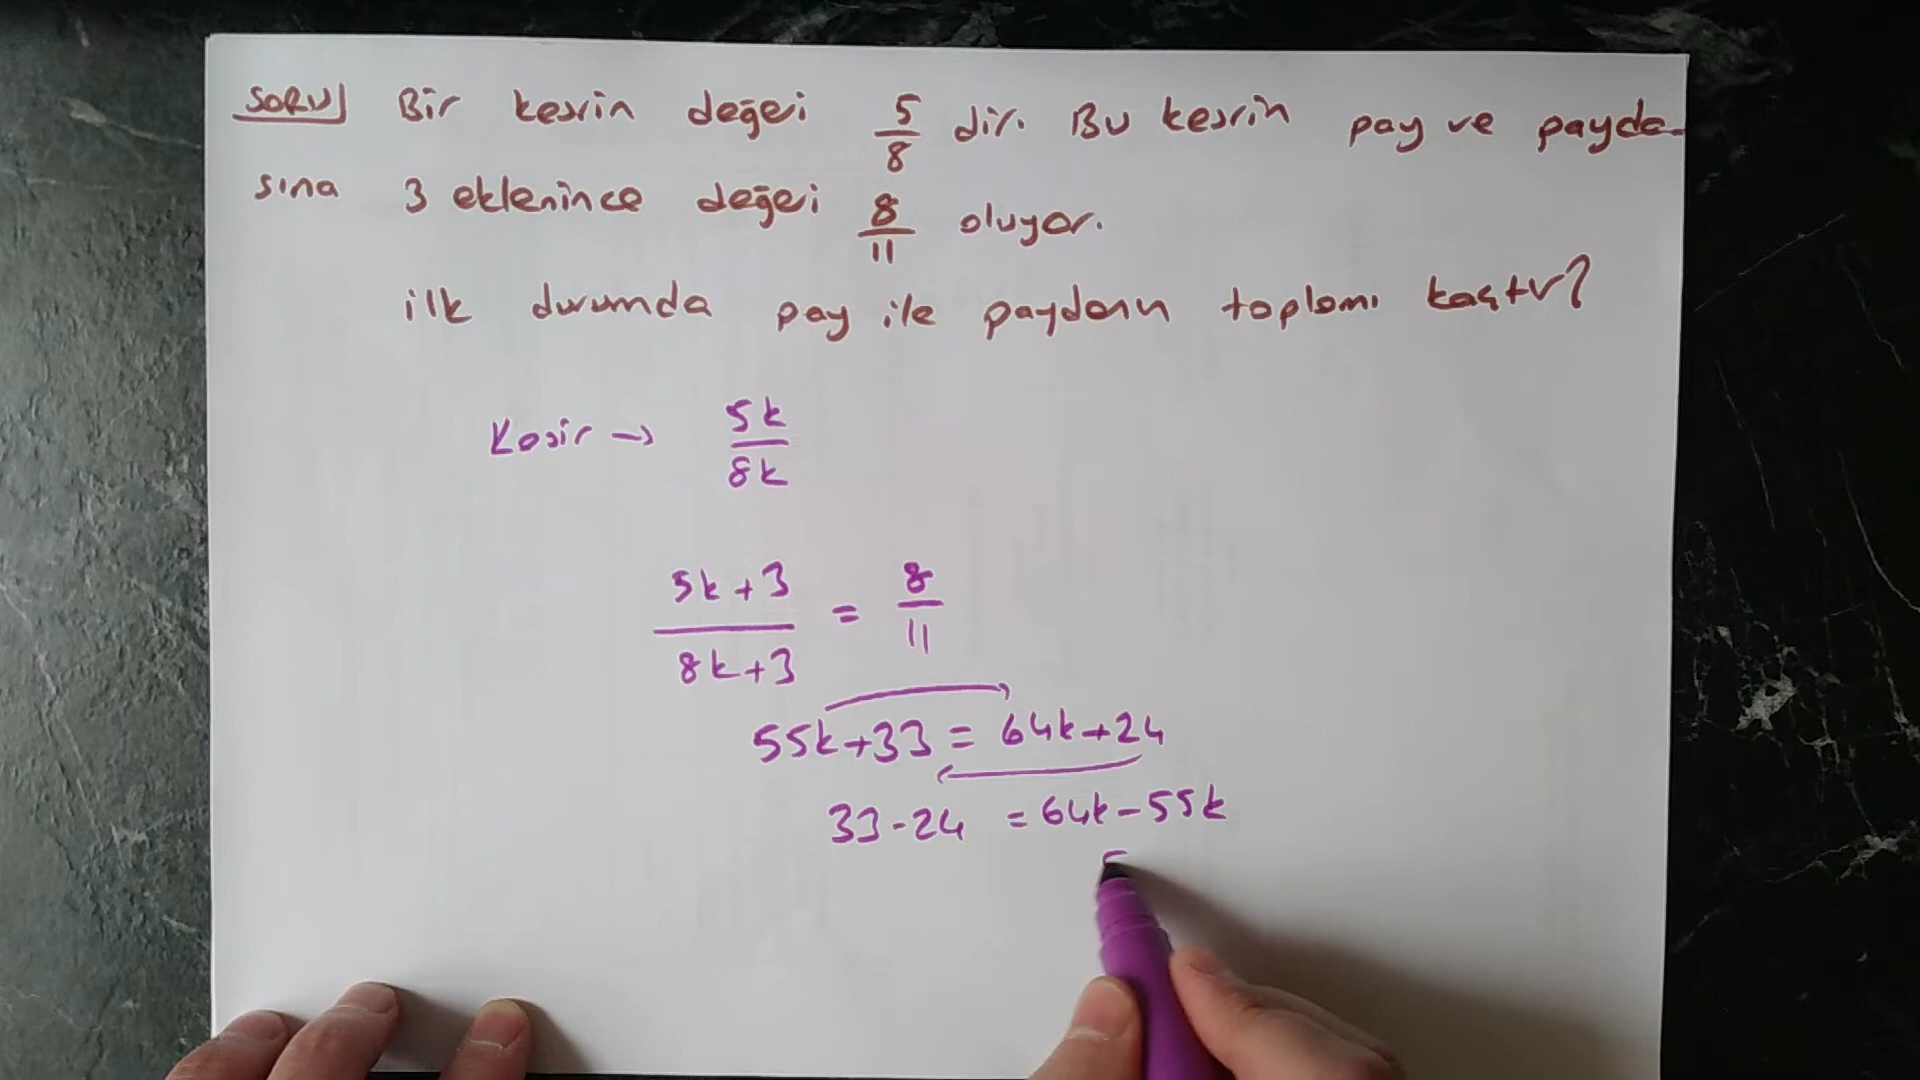 SORU Bir kesrin değeri 5/8 dir. Bu kesrin pay ve payda-
sına 3 eklenince değeri 8/11 oluyor.
ilk durumda pay ile paydanın toplamı kaçtır?
Kesir → 5k/8k
5k+3/8k+3 = 8/11
55k+33 = 64k+24
33-24 = 64k-55k